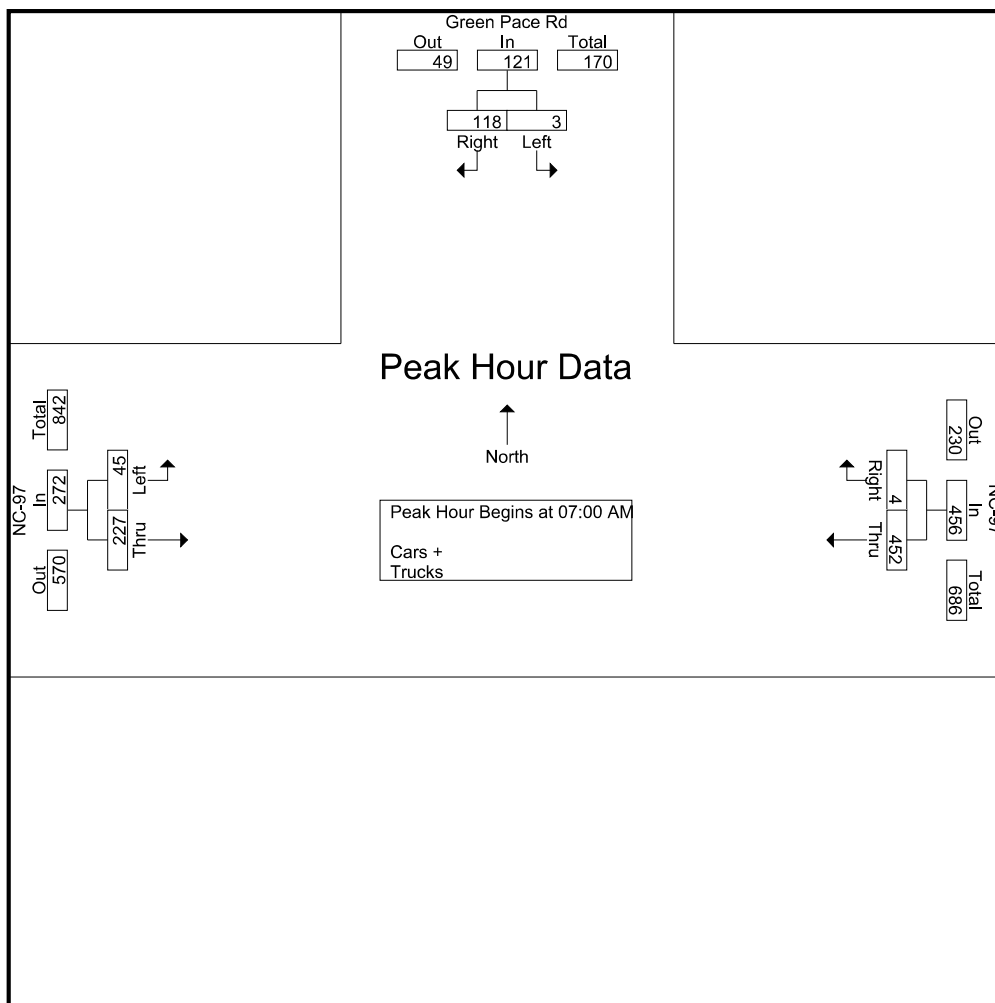 Green Pace Rd
Out In Total
49 121 170
118 3
Right Left
Peak Hour Data
North
Peak Hour Begins at 07:00 AM
Cars +
Trucks
NC-97
Out In Total
570 272 842
45 227
Left Thru
Out In Total
230 456 686
4 452
Right Thru
NC-97